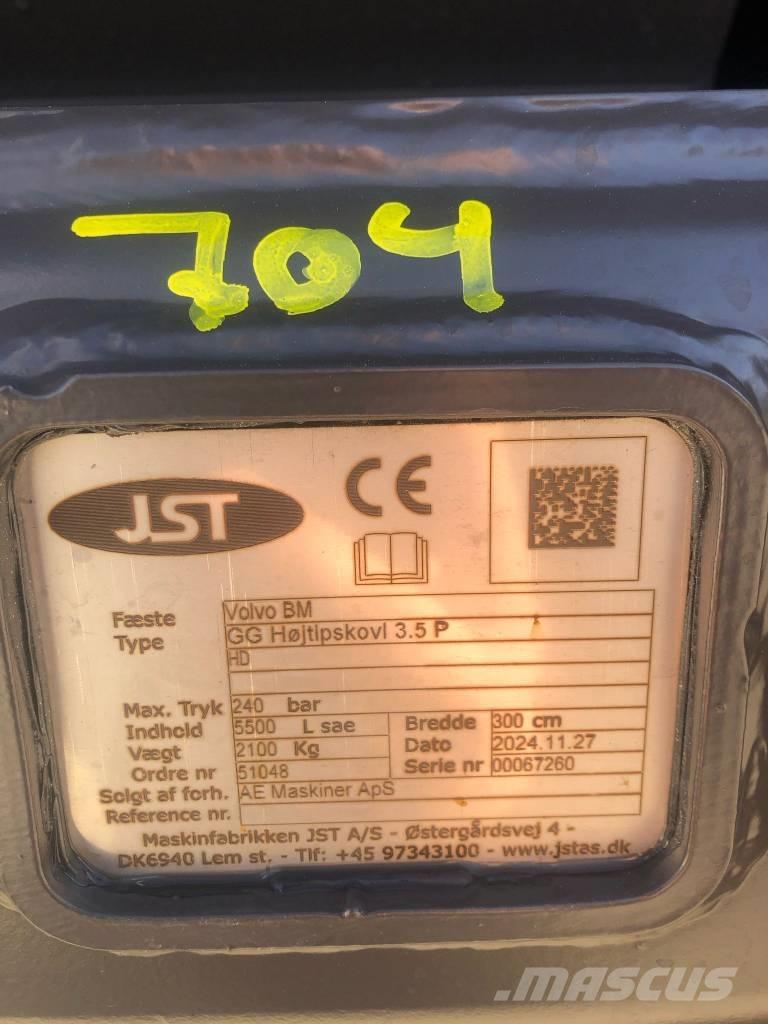 704
JST CE
Fæste Volvo BM
Type GG Højtipskovl 3.5 P
HD
Max. Tryk 240 bar
Indhold 5500 L sae Bredde 300 cm
Vægt 2100 Kg Dato 2024.11.27
Ordre nr 51048 Serie nr 00067260
Solgt af forh. AE Maskiner ApS
Reference nr.
Maskinfabrikken JST A/S - Østergårdsvej 4 -
DK6940 Lem st. - Tlf: +45 97343100 - www.jstas.dk
MASCUS